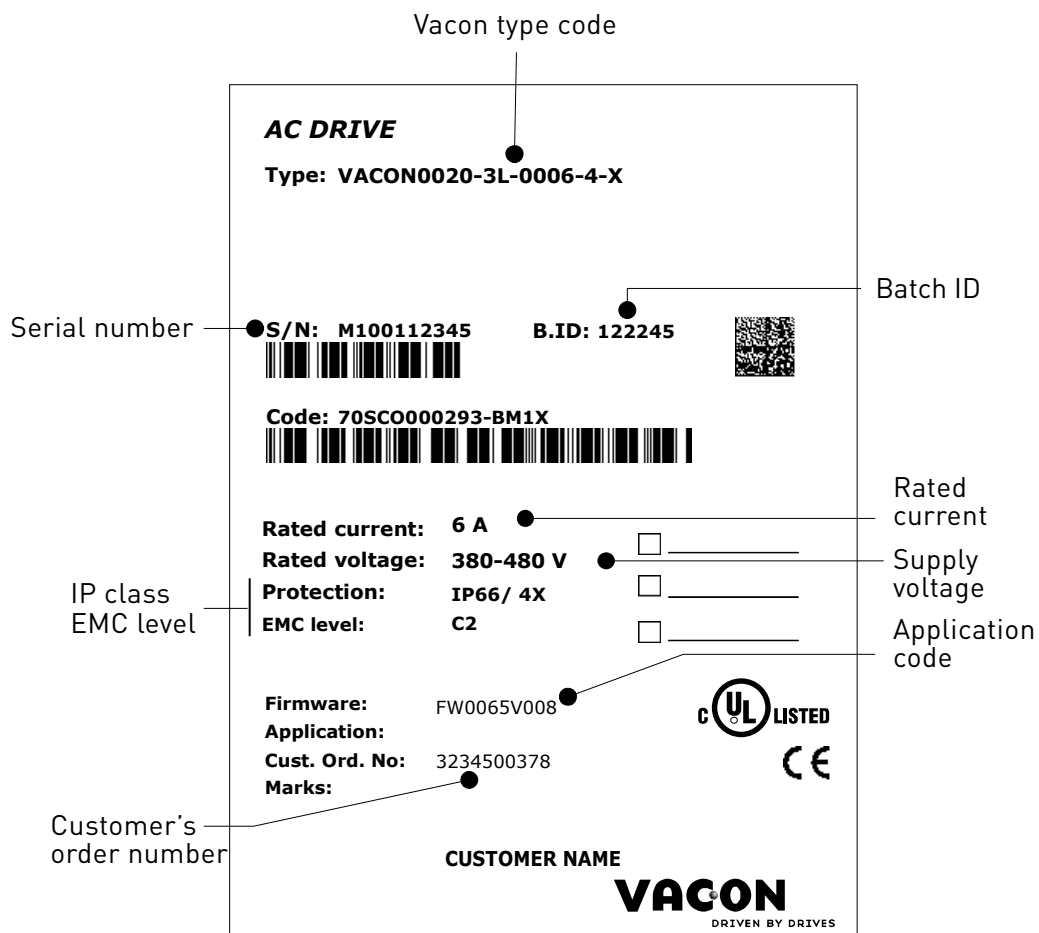 Vacon type code
AC DRIVE
Type: VACON0020-3L-0006-4-X
Batch ID
Serial number
S/N: M100112345 B.ID: 122245
Code: 70SCO000293-BM1X
Rated
current
Rated current: 6 A
Rated voltage: 380-480 V
Supply
voltage
IP class
EMC level
Protection: IP66/ 4X
EMC level: C2
Application
code
Firmware: FW0065V008
Application:
Cust. Ord. No: 3234500378
Marks:
C UL LISTED
CE
Customer's
order number
CUSTOMER NAME
VACON
DRIVEN BY DRIVES